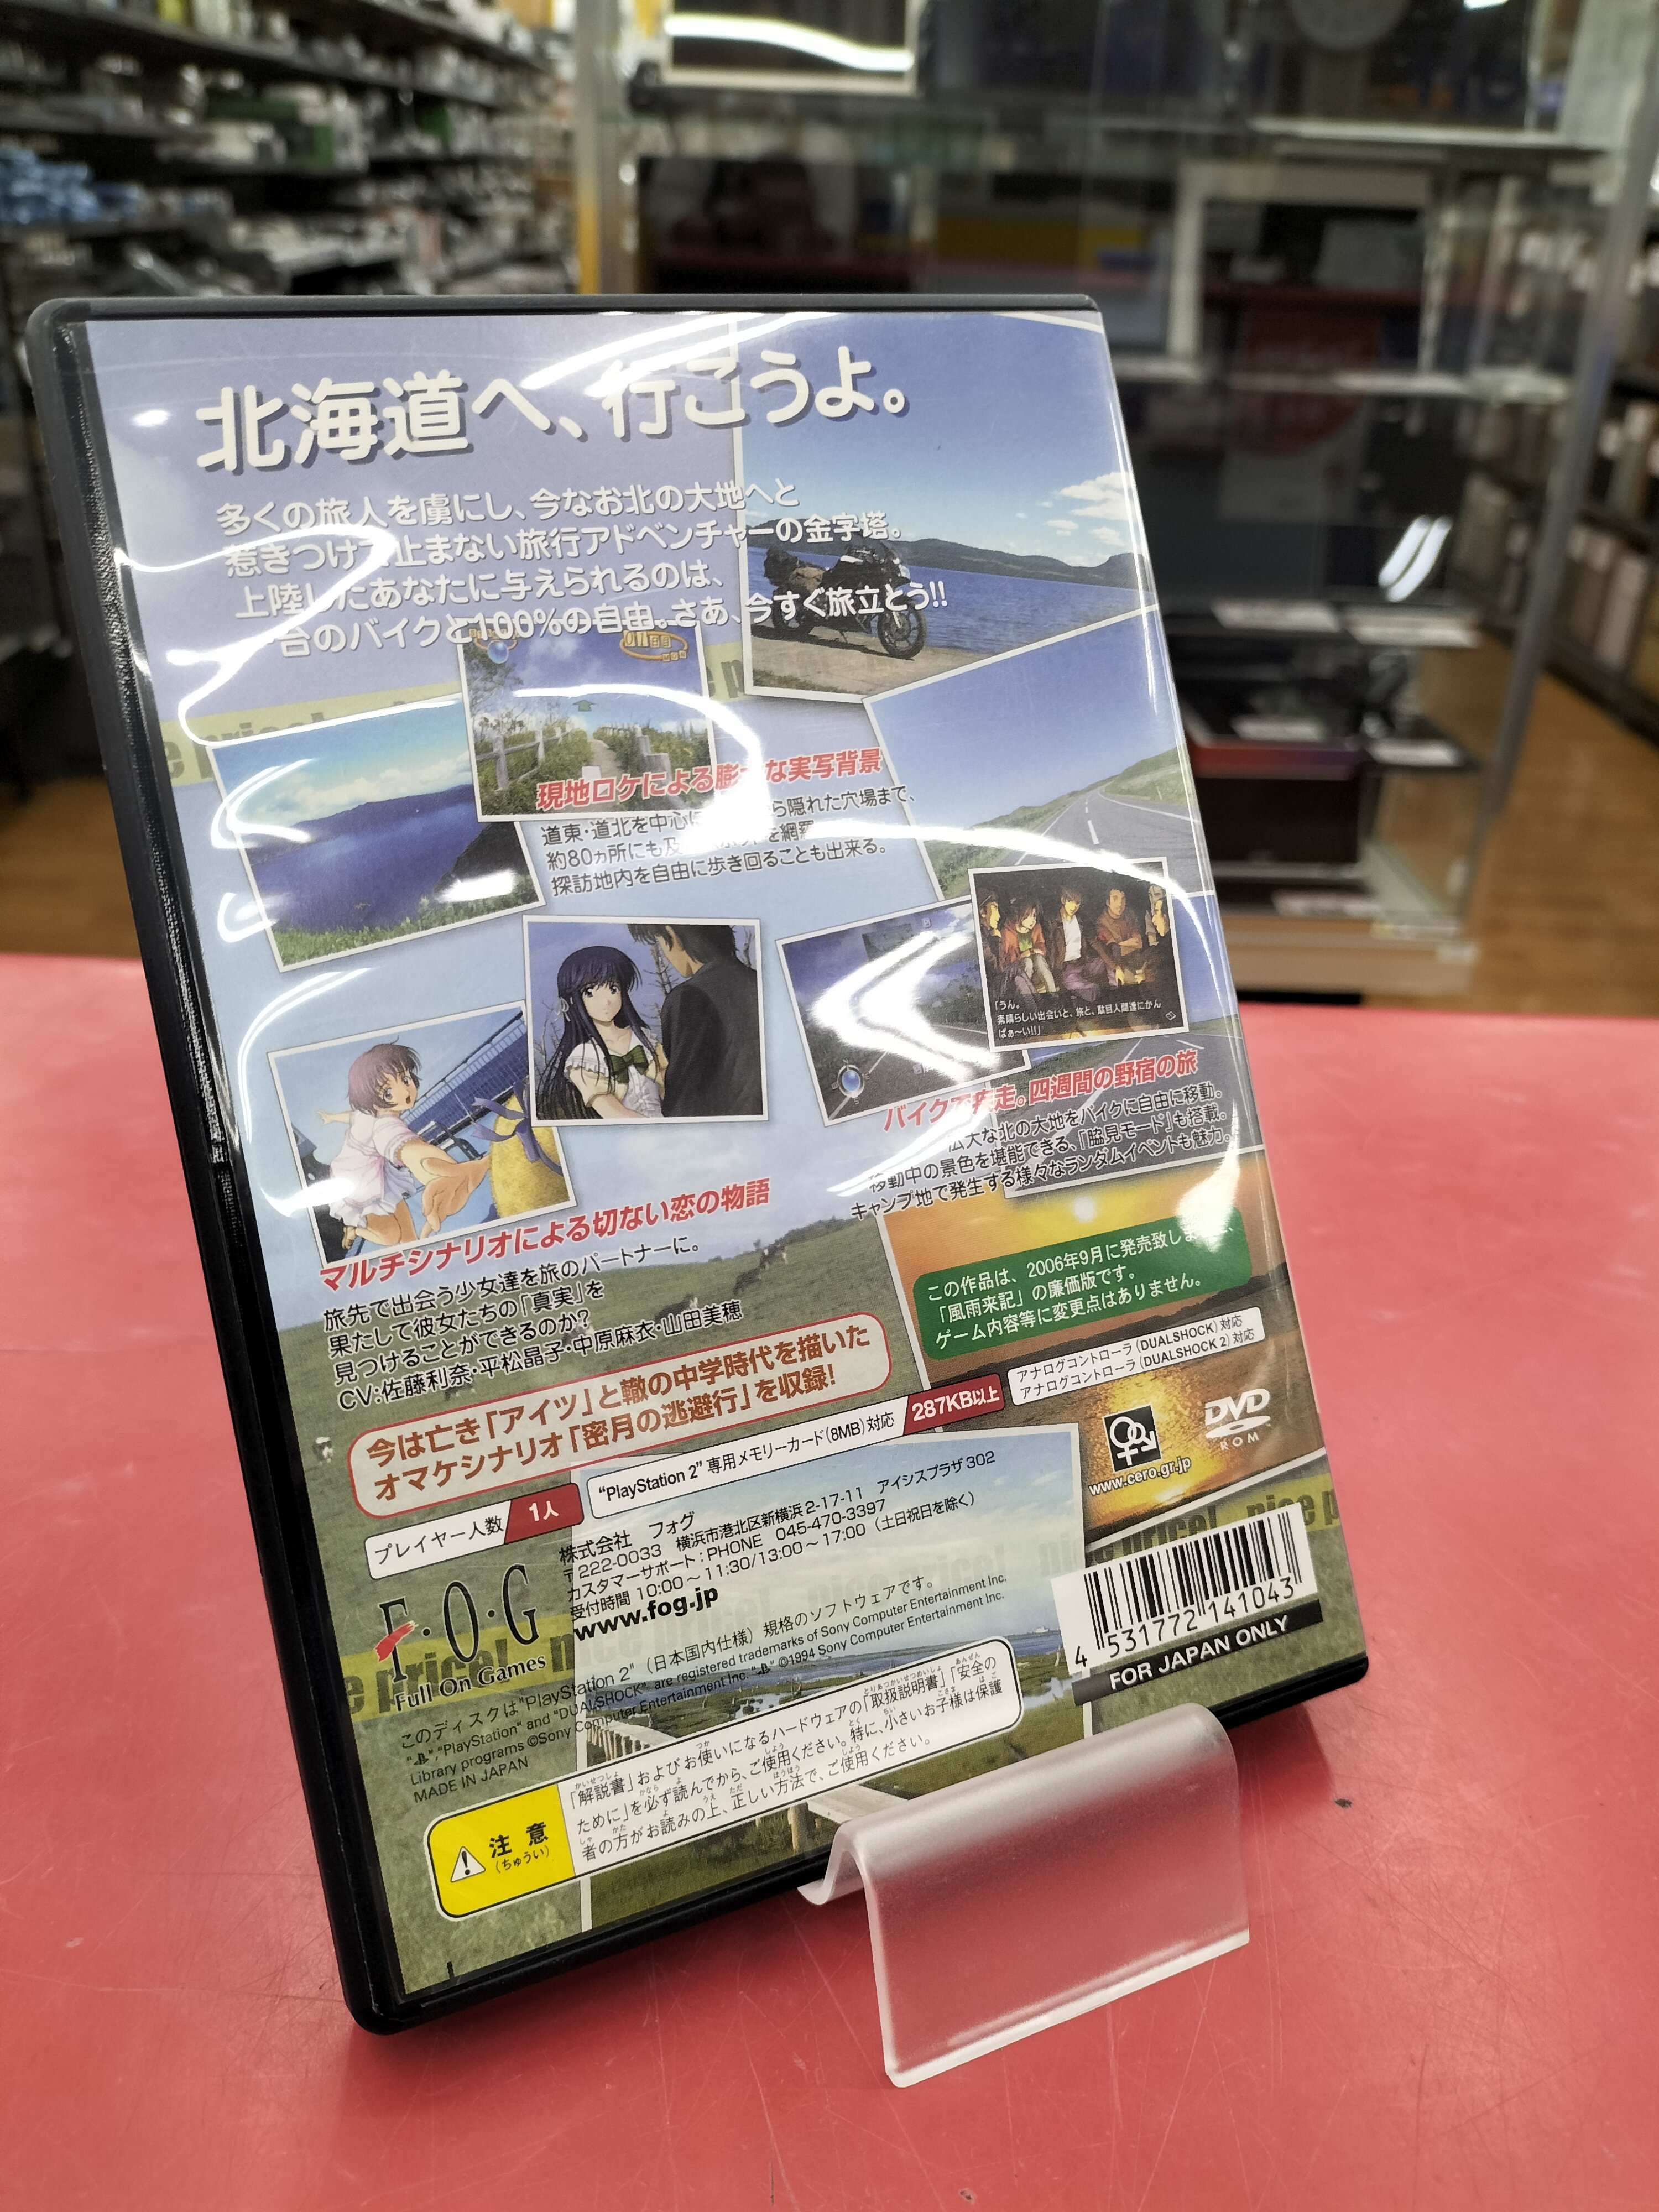 北海道へ、行こうよ。
多くの旅人を虜にし、今なお北の大地へと
惹きつけて止まない旅行アドベンチャーの金字塔。
上陸したあなたに与えられるのは、
一台のバイクと100%の自由。さあ、今すぐ旅立とう!!
現地ロケによる膨大な実写背景
道東・道北を中心に ら隠れた穴場まで、
約80ヵ所にも及 を網羅
探訪地内を自由に歩き回ることも出来る。
「うん。
素晴らしい出会いと、旅と、駄目人間達にかん
ぱぁ〜い!!」
バイクで疾走。四週間の野宿の旅
広大な北の大地をバイクに自由に移動。
移動中の景色を堪能できる、「脇見モード」も搭載。
キャンプ地で発生する様々なランダムイベントも魅力。
マルチシナリオによる切ない恋の物語
旅先で出会う少女達を旅のパートナーに。
果たして彼女たちの「真実」を
見つけることができるのか?
CV:佐藤利奈・平松晶子・中原麻衣・山田美穂
この作品は、2006年9月に発売致しま
「風雨来記」の廉価版です。
ゲーム内容等に変更点はありません。
今は亡き「アイツ」と轍の中学時代を描いた
オマケシナリオ「密月の逃避行」を収録!
アナログコントローラ(DUALSHOCK)対応
アナログコントローラ(DUALSHOCK 2)対応
プレイヤー人数 1人
"PlayStation 2"専用メモリーカード(8MB)対応 287KB以上
DVD
ROM
www.cero.gr.jp
株式会社 フォグ
〒222-0033 横浜市港北区新横浜2-17-11 アイシスプラザ302
カスタマーサポート:PHONE 045-470-3397
受付時間 10:00〜11:30/13:00〜17:00(土日祝日を除く)
www.fog.jp
F・O・G
Full On Games
nice price!
このディスクは"PlayStation 2"(日本国内仕様)規格のソフトウェアです。
"PlayStation" and "DUALSHOCK" are registered trademarks of Sony Computer Entertainment Inc.
Library programs ©Sony Computer Entertainment Inc. ©1994 Sony Computer Entertainment Inc.
MADE IN JAPAN
4 531772 141043
FOR JAPAN ONLY
注意
(ちゅうい)
「解説書」およびお使いになるハードウェアの「取扱説明書」「安全の
ために」を必ず読んでから、ご使用ください。特に、小さいお子様は保護
者の方がお読みの上、正しい方法で、ご使用ください。